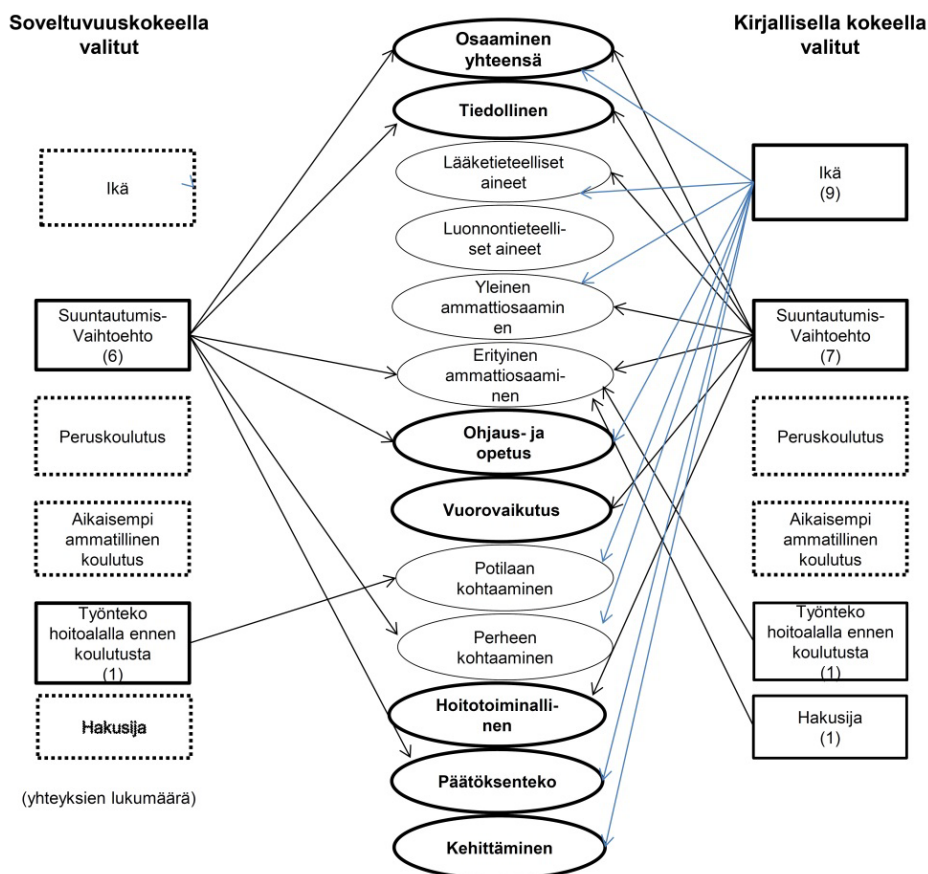 Soveltuvuuskokeella
valitut
Ikä
Suuntautumis-
Vaihtoehto
(6)
Peruskoulutus
Aikaisempi
ammatillinen
koulutus
Työnteko
hoitoalalla ennen
koulutusta
(1)
Hakusija
(yhteyksien lukumäärä)
Osaaminen
yhteensä
Tiedollinen
Lääketieteelliset
aineet
Luonnontieteelli-
set aineet
Yleinen
ammattiosaamin
en
Erityinen
ammattiosaami-
nen
Ohjaus- ja
opetus
Vuorovaikutus
Potilaan
kohtaaminen
Perheen
kohtaaminen
Hoitotoiminalli-
nen
Päätöksenteko
Kehittäminen
Kirjallisella kokeella
valitut
Ikä
(9)
Suuntautumis-
Vaihtoehto
(7)
Peruskoulutus
Aikaisempi
ammatillinen
koulutus
Työnteko
hoitoalalla ennen
koulutusta
(1)
Hakusija
(1)